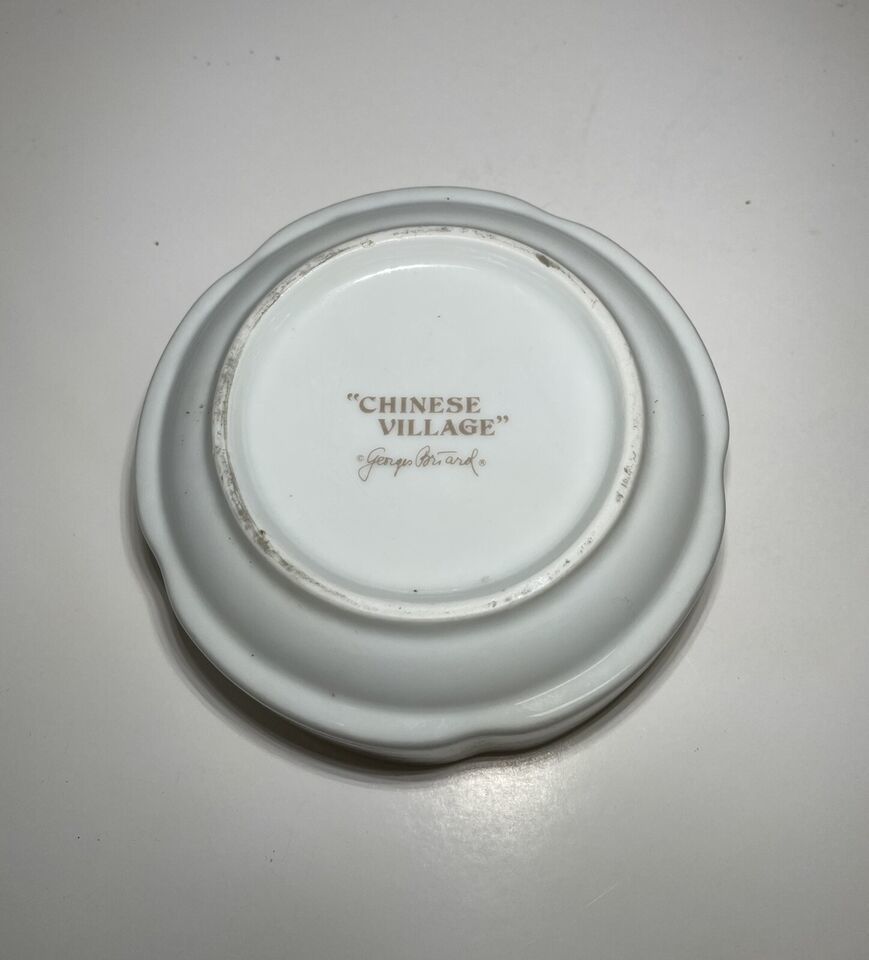 “CHINESE
VILLAGE”
© Georges Briard ®